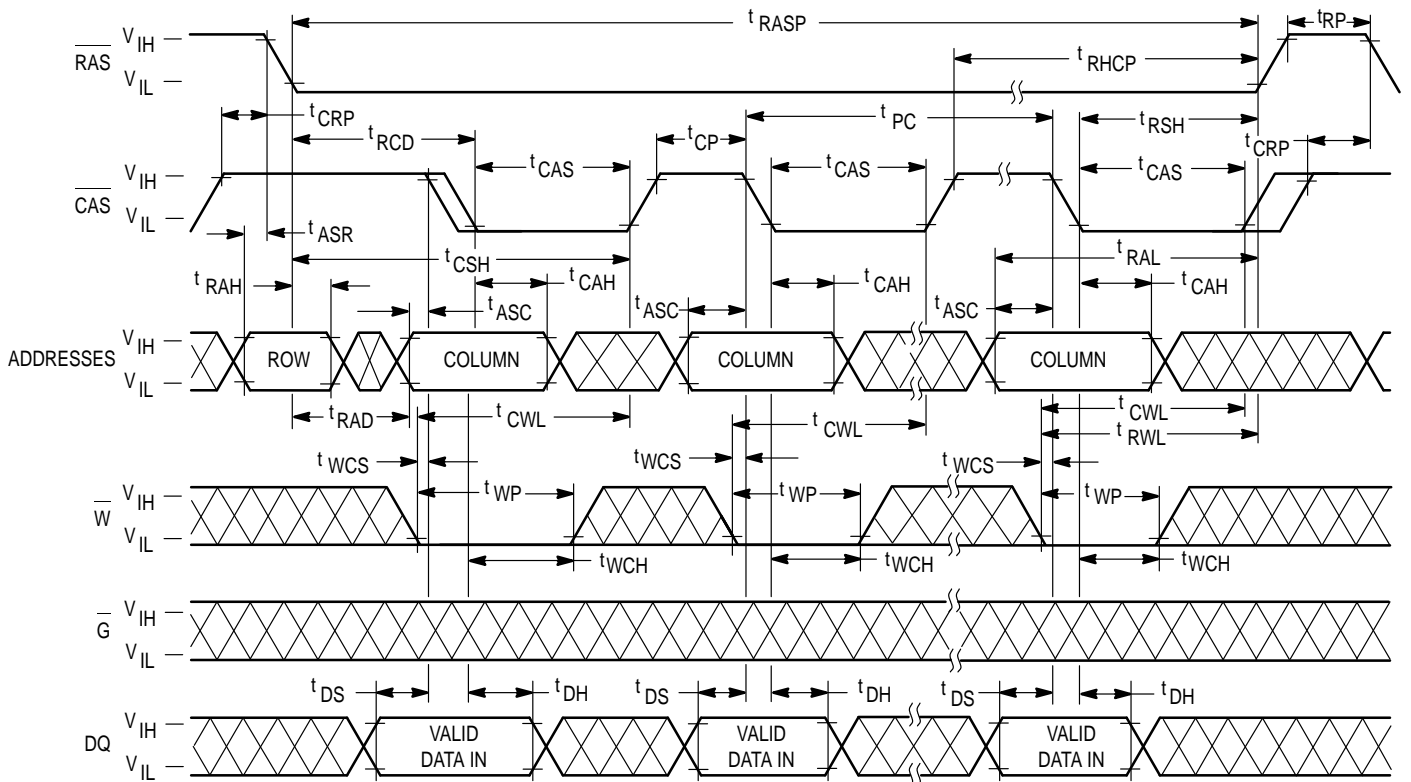 t RASP
t RP
V IH
RAS
V IL
t RHCP
t CRP
t RCD
t CP
t PC
t RSH
t CRP
V IH
CAS
V IL
t CAS
t CAS
t CAS
t ASR
t CSH
t RAL
t RAH
t ASC
t CAH
t ASC
t CAH
t ASC
t CAH
ADDRESSES
V IH
V IL
ROW
COLUMN
COLUMN
COLUMN
t RAD
t CWL
t CWL
t CWL
t RWL
t WCS
t WCS
t WCS
t WP
t WP
t WP
V IH
W
V IL
t WCH
t WCH
t WCH
V IH
G
V IL
t DS
t DH
t DS
t DH
t DS
t DH
V IH
DQ
V IL
VALID
DATA IN
VALID
DATA IN
VALID
DATA IN